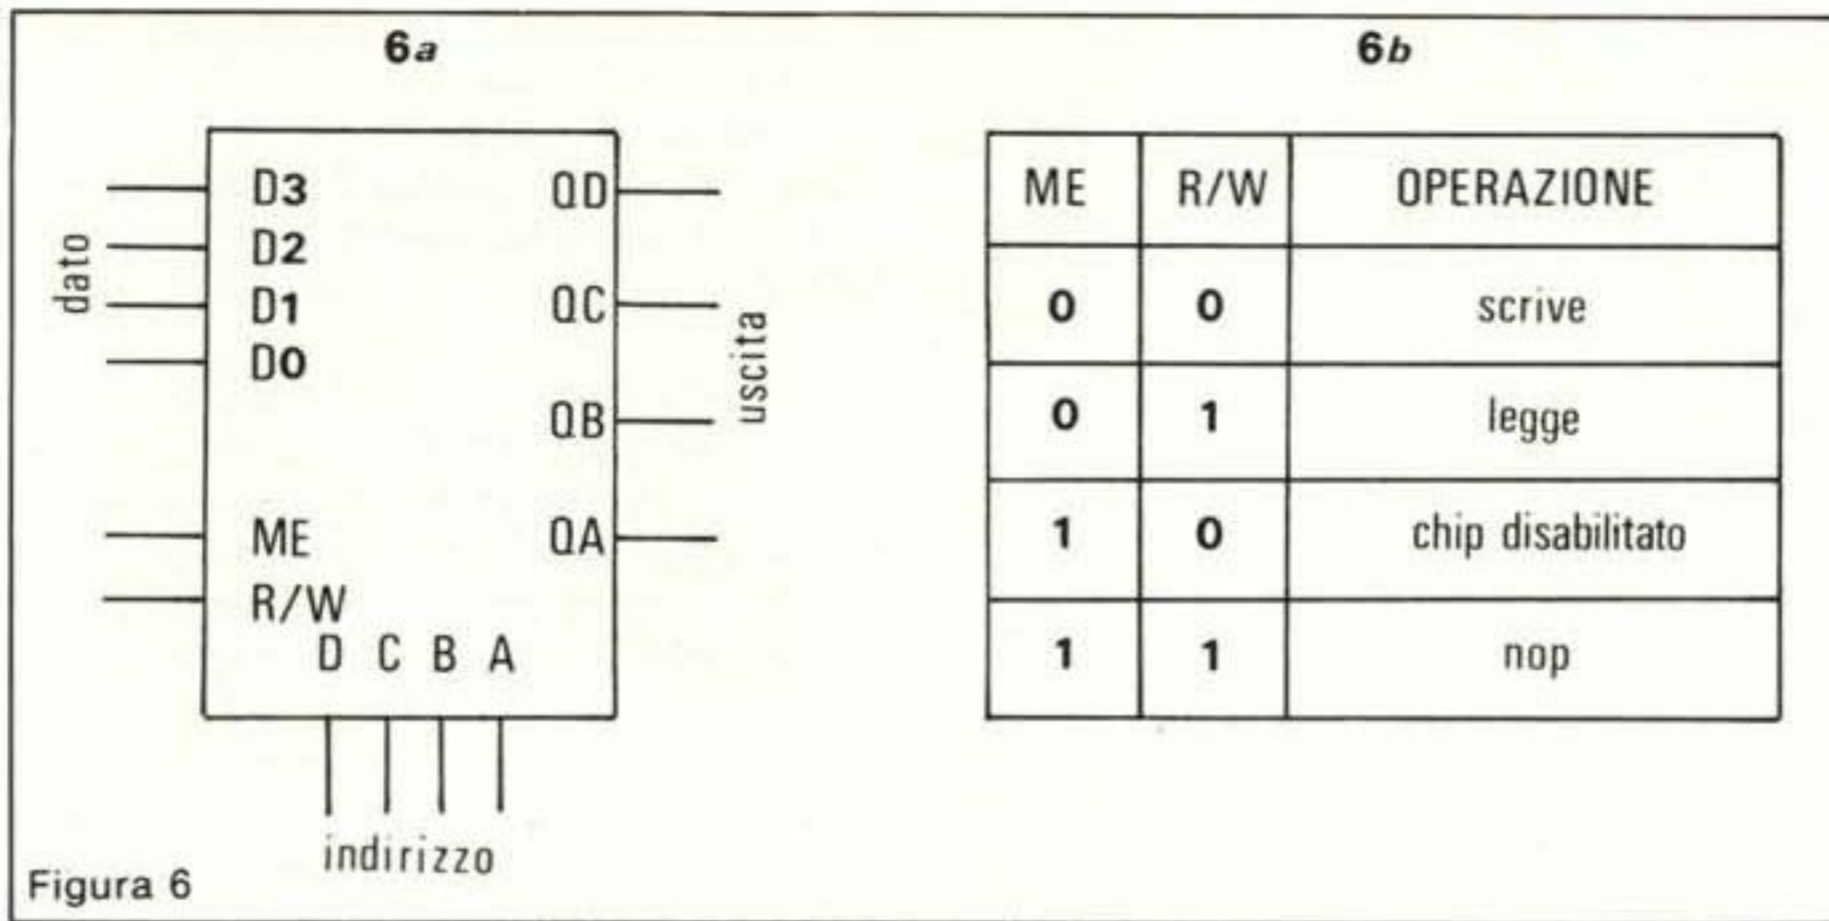 6a
D3 QD
D2
dato
D1 QC
D0
uscita
QB
ME QA
R/W
D C B A
indirizzo
Figura 6
6b
ME R/W OPERAZIONE
0 0 scrive
0 1 legge
1 0 chip disabilitato
1 1 nop